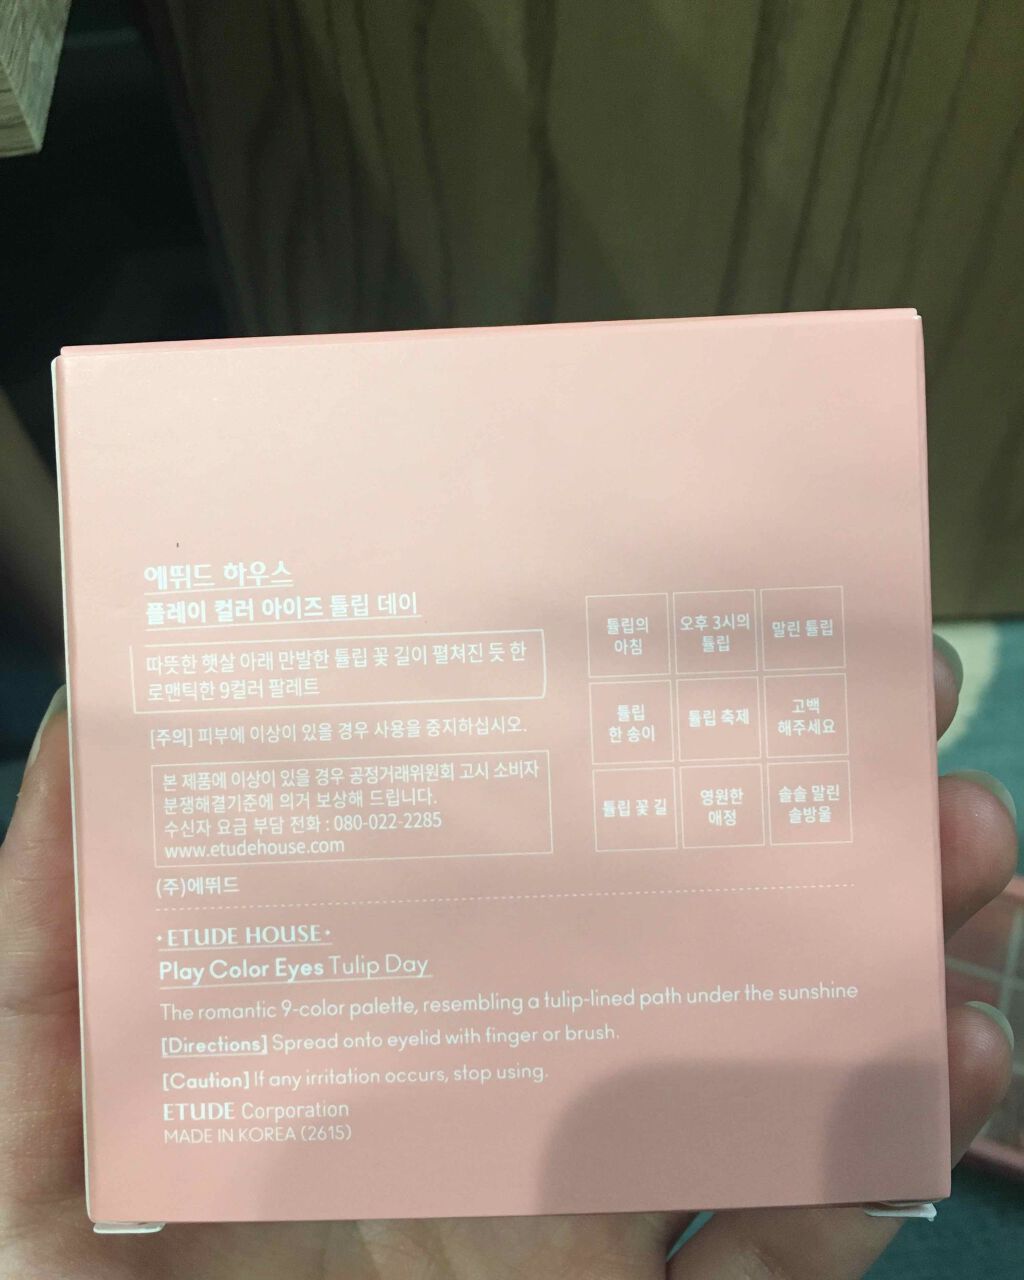 에뛰드 하우스
플레이 컬러 아이즈 튤립 데이
따뜻한 햇살 아래 만발한 튤립 꽃 길이 펼쳐진 듯 한
로맨틱한 9컬러 팔레트
[주의] 피부에 이상이 있을 경우 사용을 중지하십시오.
본 제품에 이상이 있을 경우 공정거래위원회 고시 소비자
분쟁해결기준에 의거 보상해 드립니다.
수신자 요금 부담 전화 : 080-022-2285
www.etudehouse.com
(주)에뛰드
튤립의
아침
오후 3시의
튤립
말린 튤립
튤립
한 송이
튤립 축제
고백
해주세요
튤립 꽃 길
영원한
애정
솔솔 말린
솔방울
• ETUDE HOUSE •
Play Color Eyes Tulip Day
The romantic 9-color palette, resembling a tulip-lined path under the sunshine
[Directions] Spread onto eyelid with finger or brush.
[Caution] If any irritation occurs, stop using.
ETUDE Corporation
MADE IN KOREA (2615)